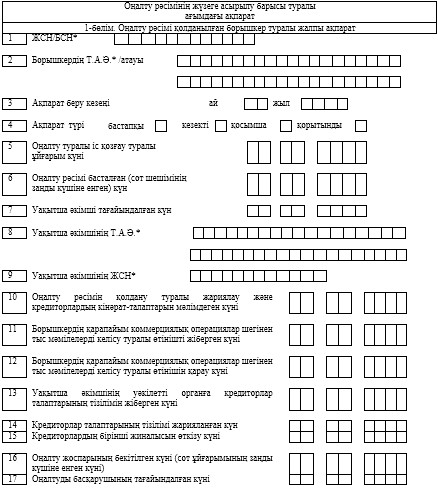 Оңалту рәсімінің жүзеге асырылу барысы туралы
ағымдағы ақпарат
1-бөлім. Оңалту рәсімі қолданылған борышкер туралы жалпы ақпарат
1 ЖСН/БСН*
2 Борышкердің Т.А.Ә.* /атауы
3 Ақпарат беру кезеңі ай жыл
4 Ақпарат түрі бастапқы кезекті қосымша қорытынды
5 Оңалту туралы іс қозғау туралы
ұйғарым күні
6 Оңалту рәсімі басталған (сот шешімінің
заңды күшіне енген) күн
7 Уақытша әкімші тағайындалған күн
8 Уақытша әкімшінің Т.А.Ә.*
9 Уақытша әкімшінің ЖСН*
10 Оңалту рәсімін қолдану туралы жариялау және
кредиторлардың кінәрат-талаптарын мәлімдеген күні
11 Борышкердің қарапайым коммерциялық операциялар шегінен
тыс мәмілелерді келісу туралы өтінішті жіберген күні
12 Борышкердің қарапайым коммерциялық операциялар шегінен
тыс мәмілелерді келісу туралы өтінішін қарау күні
13 Уақытша әкімшінің уәкілетті органға кредиторлар
талаптарының тізілімін жіберген күні
14 Кредиторлар талаптарының тізілімі жарияланған күн
15 Кредиторлардың бірінші жиналысын өткізу күні
16 Оңалту жоспарының бекітілген күні (сот ұйғарымының заңды
күшіне енген күні)
17 Оңалтуды басқарушының тағайындалған күні